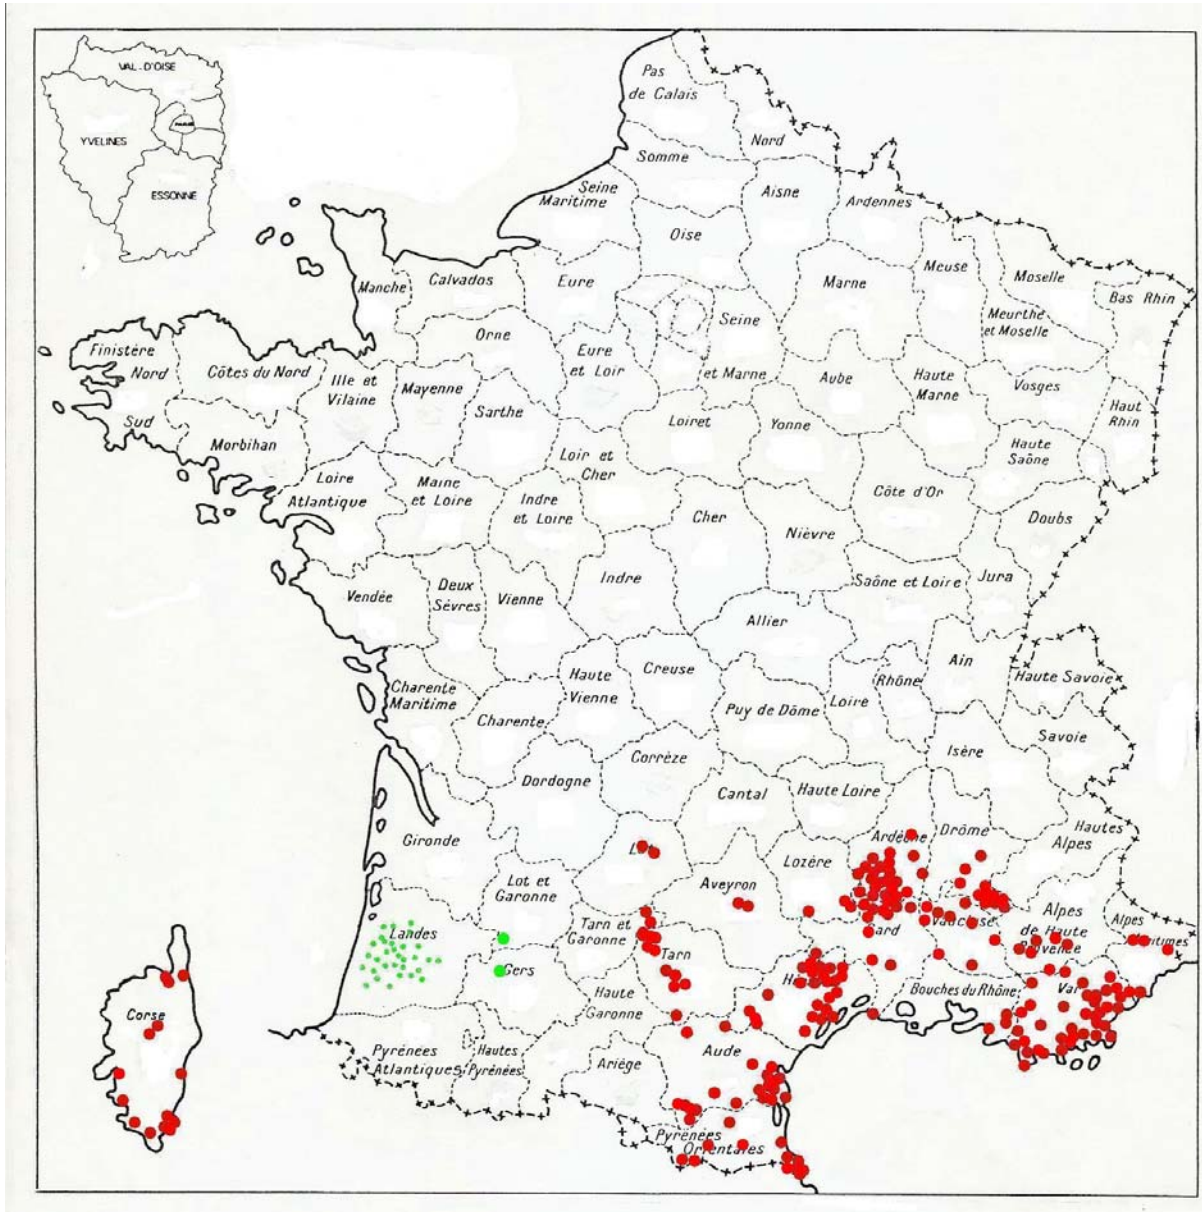 VAL-D'OISE
YVELINES
PARIS
ESSONNE
Pas
de Calais
Nord
Somme
Seine
Maritime
Aisne
Ardennes
Oise
Manche
Calvados
Eure
Marne
Meuse
Moselle
Bas Rhin
Meurthe
et Moselle
Orne
Seine
et Marne
Finistère
Nord
Sud
Côtes du Nord
Ille et
Vilaine
Mayenne
Eure
et Loir
Aube
Haute
Marne
Vosges
Haut
Rhin
Morbihan
Sarthe
Loiret
Yonne
Haute
Saône
Loire
Atlantique
Maine
et Loire
Loir et
Cher
Indre
et Loire
Cher
Côte d'Or
Doubs
Nièvre
Vendée
Deux
Sèvres
Vienne
Indre
Saône et Loire
Jura
Allier
Charente
Maritime
Charente
Haute
Vienne
Creuse
Puy de Dôme
Loire
Rhône
Ain
Haute Savoie
Savoie
Isère
Dordogne
Corrèze
Cantal
Haute Loire
Gironde
Ardèche
Drôme
Hautes
Alpes
Lot et
Garonne
Lot
Aveyron
Lozère
Landes
Gers
Tarn et
Garonne
Tarn
Gard
Vaucluse
Alpes
de Haute
Provence
Alpes
Maritimes
Haute
Garonne
Bouches du Rhône
Var
Corse
Pyrénées
Atlantiques
Hautes
Pyrénées
Ariège
Aude
Pyrénées
Orientales